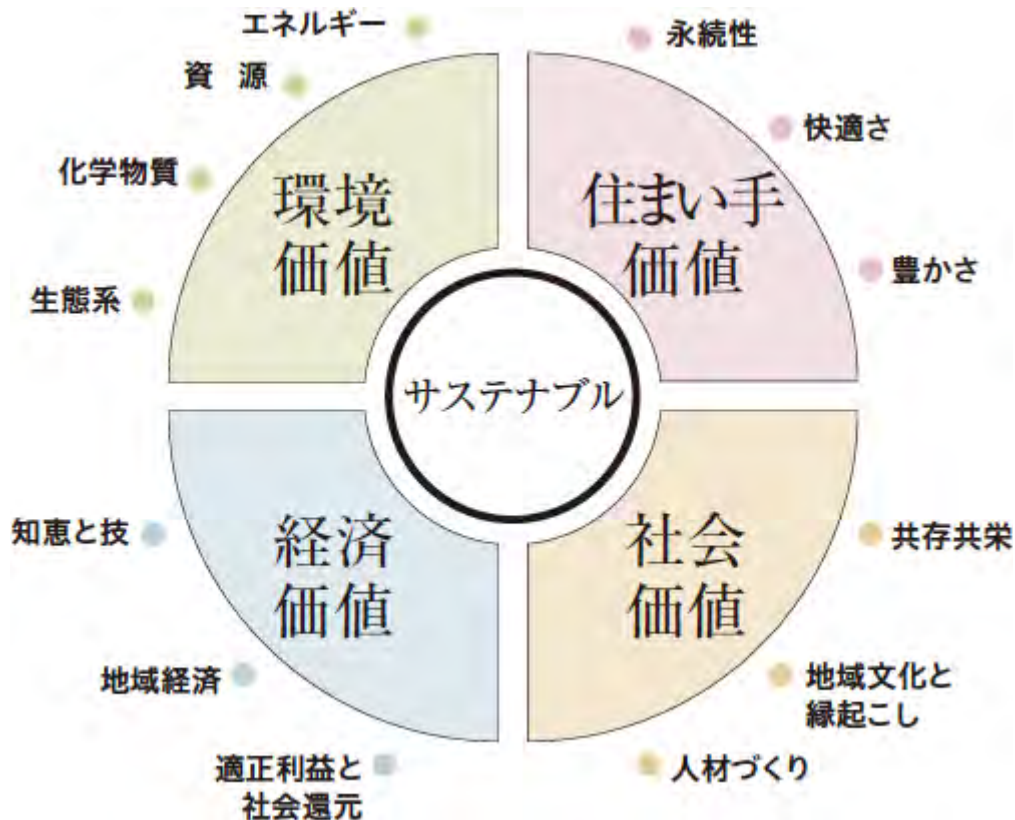 エネルギー
資 源
化学物質
生態系
環境
価値
永続性
快適さ
豊かさ
住まい手
価値
サステナブル
知恵と技
地域経済
適正利益と
社会還元
経済
価値
共存共栄
地域文化と
縁起こし
人材づくり
社会
価値